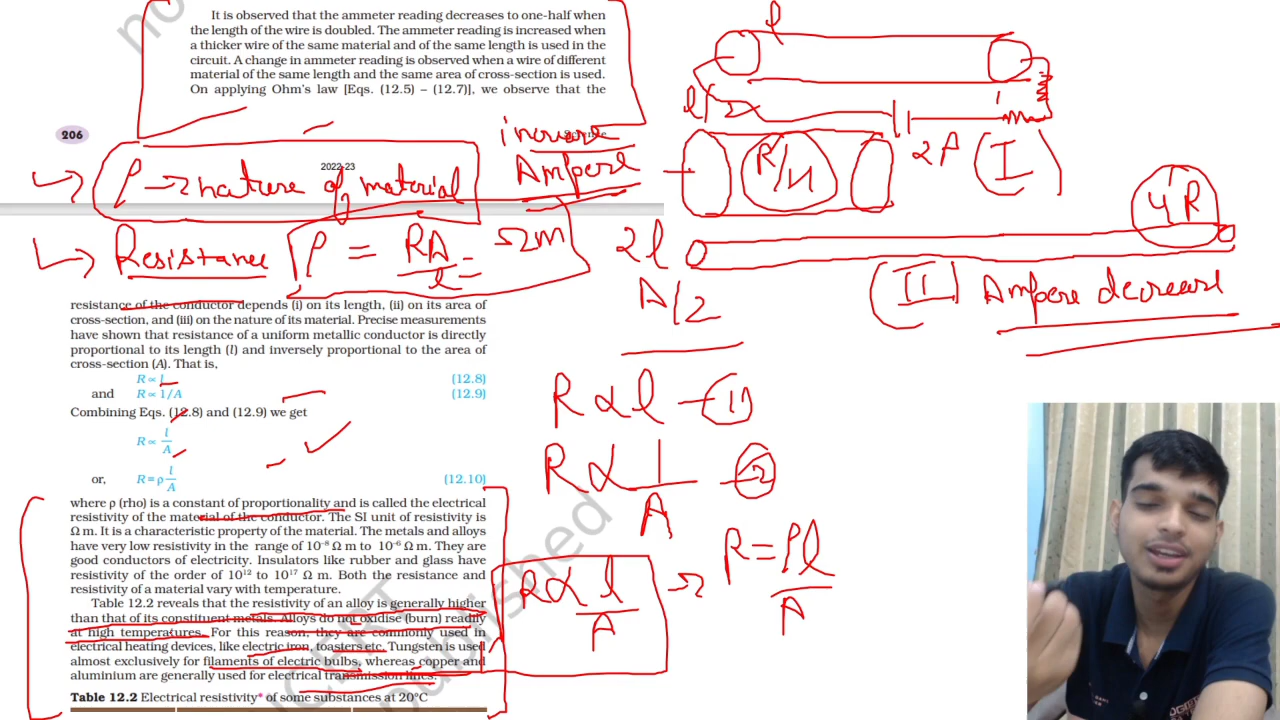 It is observed that the ammeter reading decreases to one-half when
the length of the wire is doubled. The ammeter reading is increased when
a thicker wire of the same material and of the same length is used in the
circuit. A change in ammeter reading is observed when a wire of different
material of the same length and the same area of cross-section is used.
On applying Ohm's law [Eqs. (12.5) – (12.7)], we observe that the
206
2022-23
ρ → nature of material
increase
Ampere
Resistance
ρ = RA/l = Ωm
l
R/4
2l
(I)
4R
2l
A/2
(II) Ampere decrease
resistance of the conductor depends (i) on its length, (ii) on its area of
cross-section, and (iii) on the nature of its material. Precise measurements
have shown that resistance of a uniform metallic conductor is directly
proportional to its length (l) and inversely proportional to the area of
cross-section (A). That is,
R ∝ l (12.8)
and R ∝ 1/A (12.9)
Combining Eqs. (12.8) and (12.9) we get
R ∝ l/A
or, R = ρ l/A (12.10)
where ρ (rho) is a constant of proportionality and is called the electrical
resistivity of the material of the conductor. The SI unit of resistivity is
Ω m. It is a characteristic property of the material. The metals and alloys
have very low resistivity in the range of 10⁻⁸ Ω m to 10⁻⁶ Ω m. They are
good conductors of electricity. Insulators like rubber and glass have
resistivity of the order of 10¹² to 10¹⁷ Ω m. Both the resistance and
resistivity of a material vary with temperature.
Table 12.2 reveals that the resistivity of an alloy is generally higher
than that of its constituent metals. Alloys do not oxidise (burn) readily
at high temperatures. For this reason, they are commonly used in
electrical heating devices, like electric iron, toasters etc. Tungsten is used
almost exclusively for filaments of electric bulbs, whereas copper and
aluminium are generally used for electrical transmission lines.
Table 12.2 Electrical resistivity* of some substances at 20°C
R ∝ l – (1)
R ∝ 1/A – (2)
R ∝ l/A
R = ρl/A
published